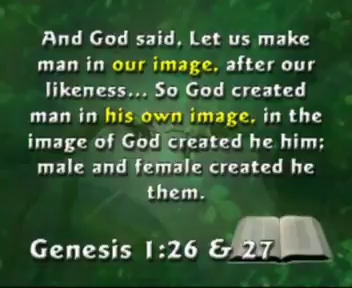 And God said, Let us make
man in our image, after our
likeness... So God created
man in his own image, in the
image of God created he him;
male and female created he
them.
Genesis 1:26 & 27